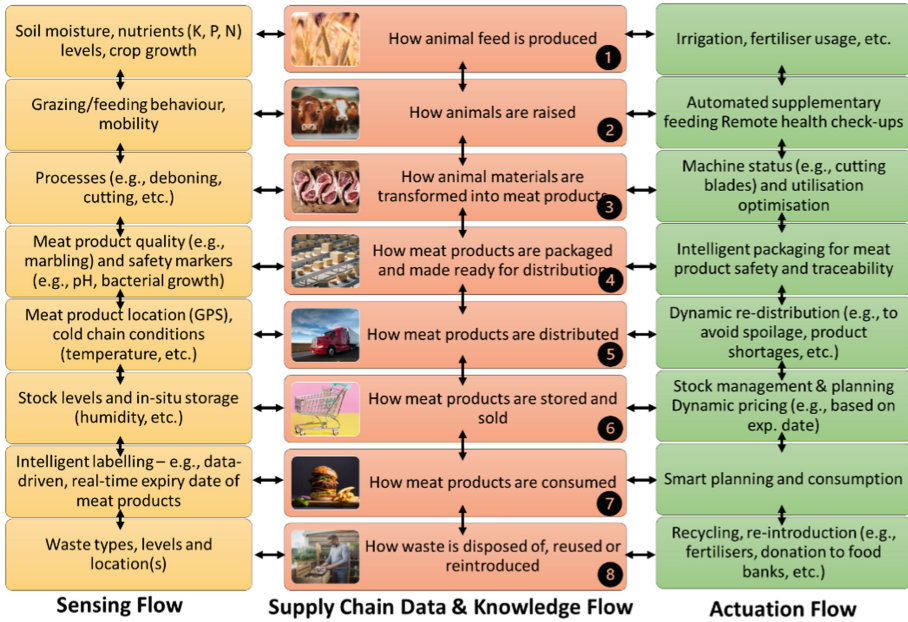 Soil moisture, nutrients (K, P, N)
levels, crop growth
How animal feed is produced
1
Irrigation, fertiliser usage, etc.
Grazing/feeding behaviour,
mobility
How animals are raised
2
Automated supplementary
feeding Remote health check-ups
Processes (e.g., deboning,
cutting, etc.)
How animal materials are
transformed into meat products
3
Machine status (e.g., cutting
blades) and utilisation
optimisation
Meat product quality (e.g.,
marbling) and safety markers
(e.g., pH, bacterial growth)
How meat products are packaged
and made ready for distribution
4
Intelligent packaging for meat
product safety and traceability
Meat product location (GPS),
cold chain conditions
(temperature, etc.)
How meat products are distributed
5
Dynamic re-distribution (e.g., to
avoid spoilage, product
shortages, etc.)
Stock levels and in-situ storage
(humidity, etc.)
How meat products are stored and
sold
6
Stock management & planning
Dynamic pricing (e.g., based on
exp. date)
Intelligent labelling – e.g., data-
driven, real-time expiry date of
meat products
How meat products are consumed
7
Smart planning and consumption
Waste types, levels and
location(s)
How waste is disposed of, reused or
reintroduced
8
Recycling, re-introduction (e.g.,
fertilisers, donation to food
banks, etc.)
Sensing Flow
Supply Chain Data & Knowledge Flow
Actuation Flow